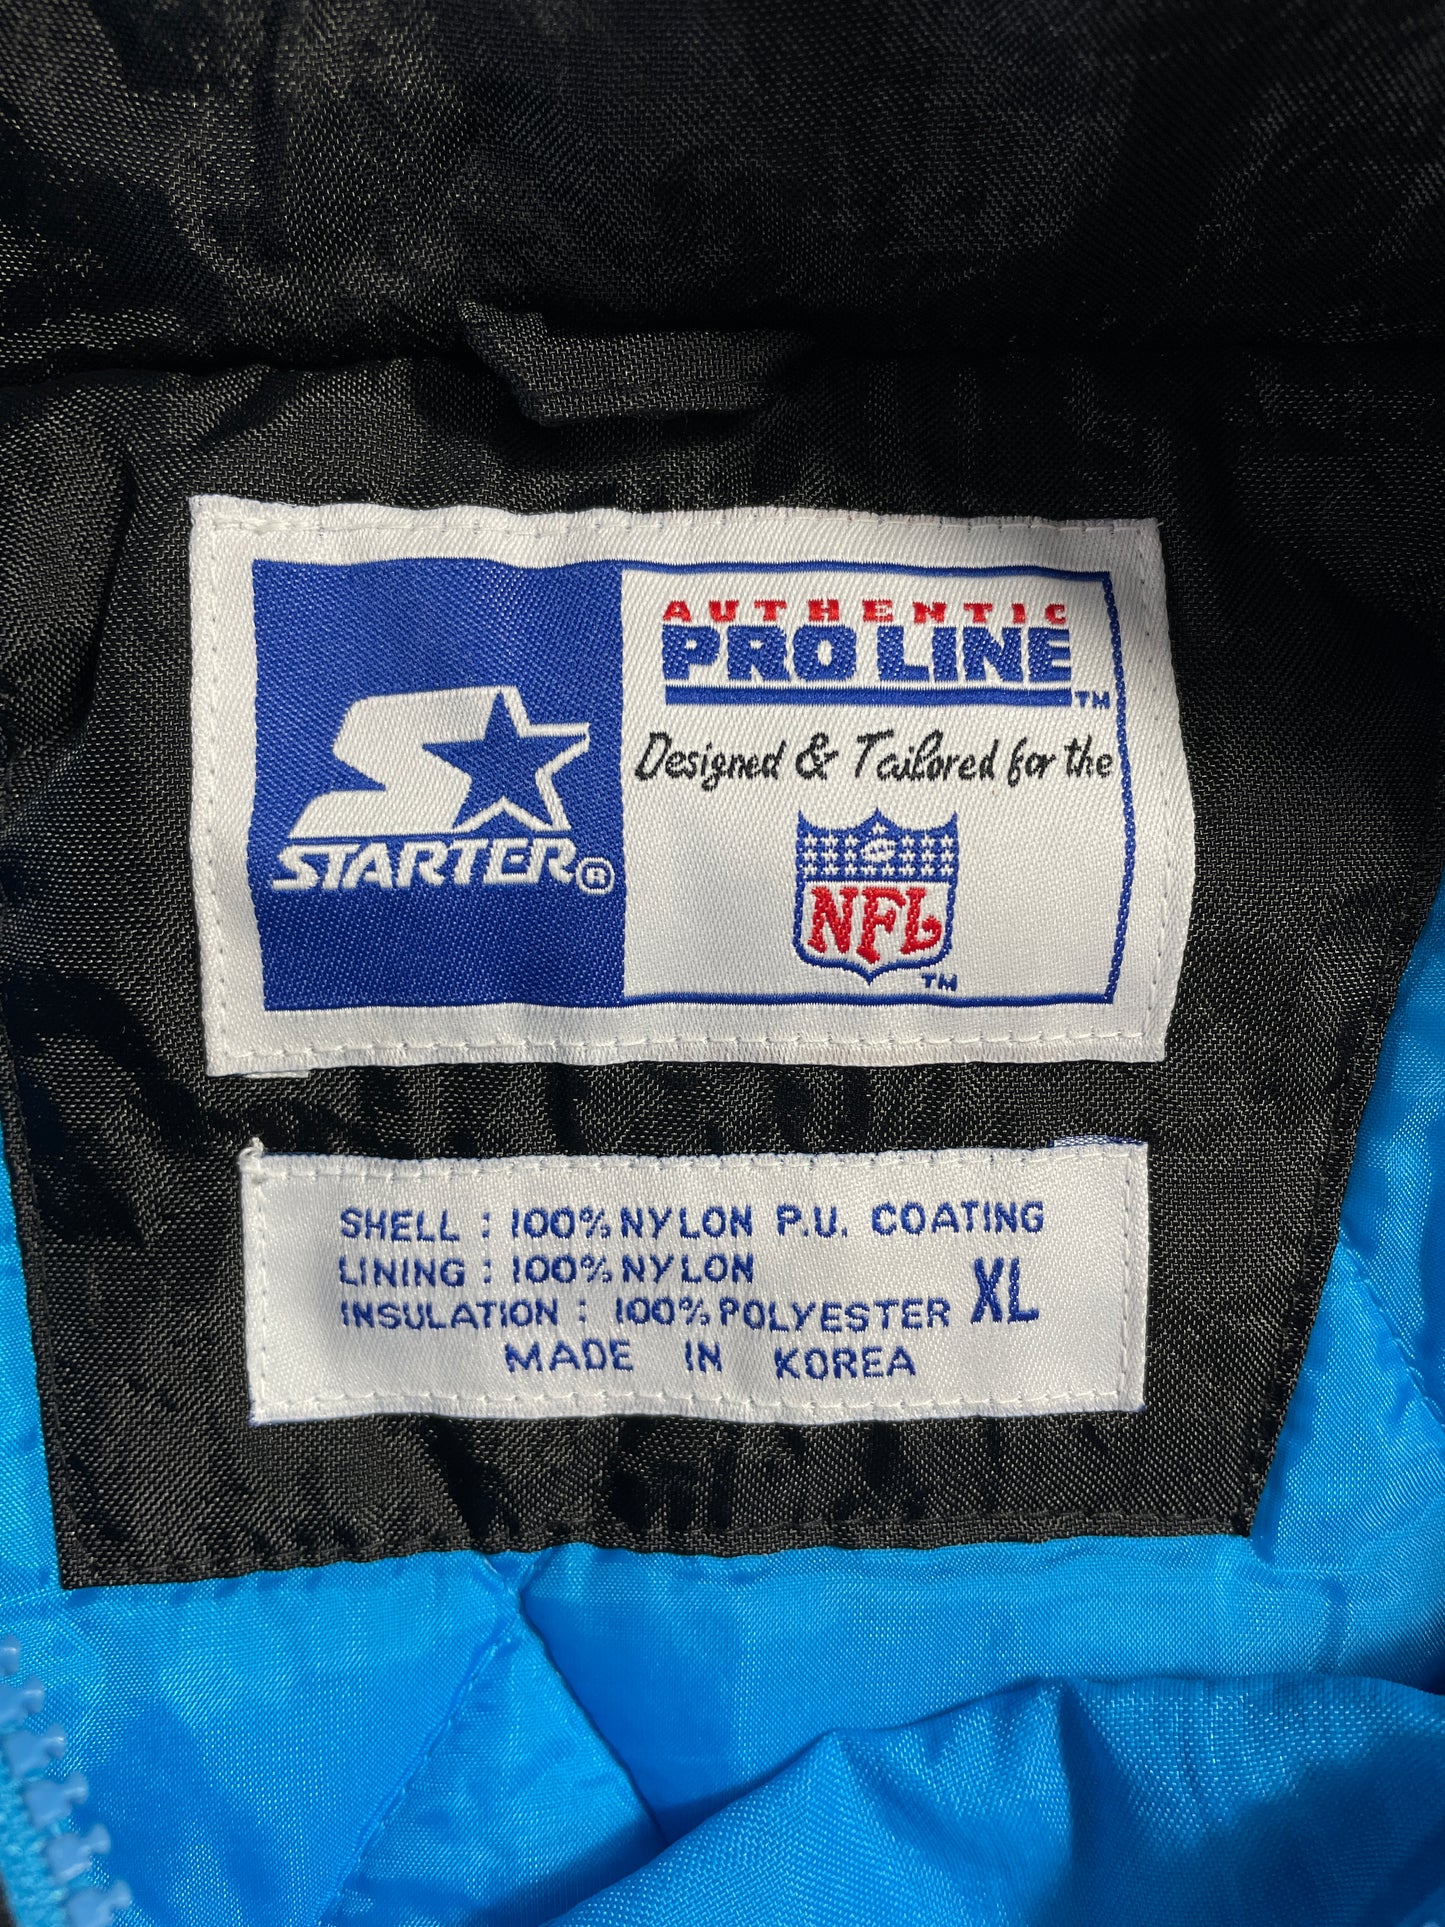 STARTER®
AUTHENTIC
PRO LINE TM
Designed & Tailored for the
NFL TM
SHELL : 100% NYLON P.U. COATING
LINING : 100% NYLON
INSULATION : 100% POLYESTER XL
MADE IN KOREA